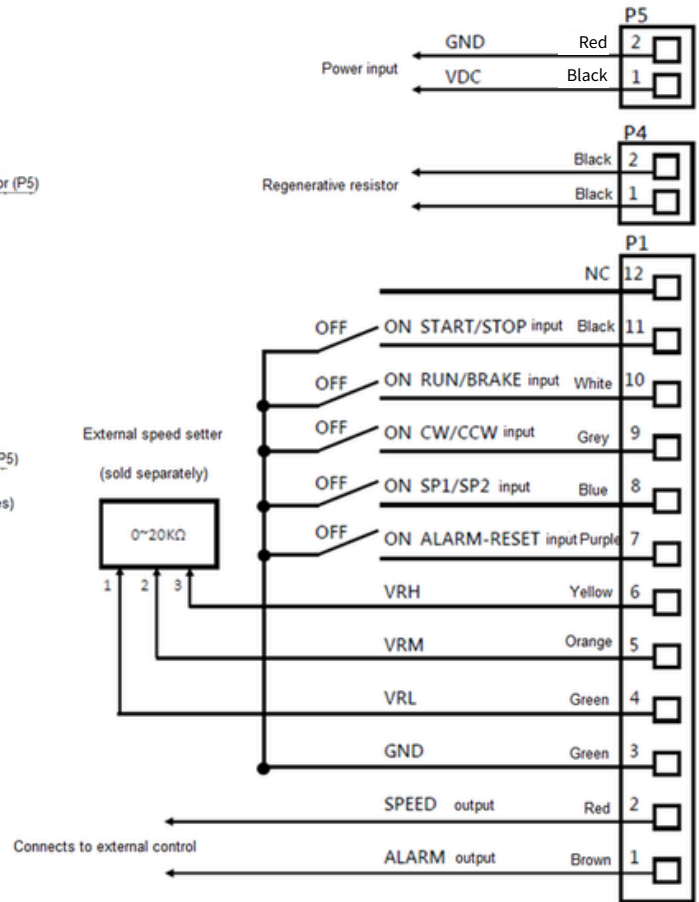 P5
GND Red 2
Power input
VDC Black 1
P4
Black 2
or (P5)
Regenerative resistor
Black 1
P1
NC 12
OFF ON START/STOP input Black 11
OFF ON RUN/BRAKE input White 10
OFF ON CW/CCW input Grey 9
External speed setter
P5)
(sold separately)
OFF ON SP1/SP2 input Blue 8
es)
0~20KΩ
OFF ON ALARM-RESET input Purple 7
1 2 3
VRH Yellow 6
VRM Orange 5
VRL Green 4
GND Green 3
SPEED output Red 2
Connects to external control
ALARM output Brown 1